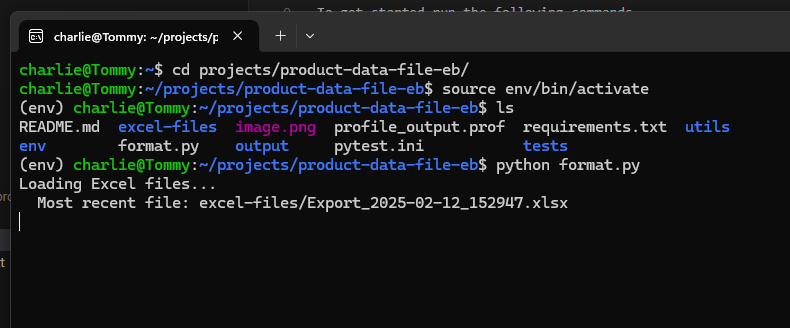 To get started run the following commands
charlie@Tommy: ~/projects/p
charlie@Tommy:~$ cd projects/product-data-file-eb/
charlie@Tommy:~/projects/product-data-file-eb$ source env/bin/activate
(env) charlie@Tommy:~/projects/product-data-file-eb$ ls
README.md  excel-files  image.png  profile_output.prof  requirements.txt  utils
env  format.py  output  pytest.ini  tests
(env) charlie@Tommy:~/projects/product-data-file-eb$ python format.py
Loading Excel files...
  Most recent file: excel-files/Export_2025-02-12_152947.xlsx